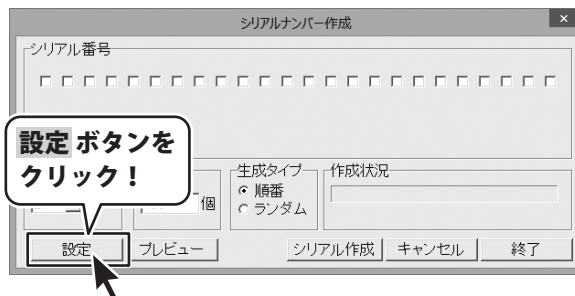 シリアルナンバー作成
×
シリアル番号
設定 ボタンを
クリック！
個
生成タイプ
順番
ランダム
作成状況
設定
プレビュー
シリアル作成
キャンセル
終了